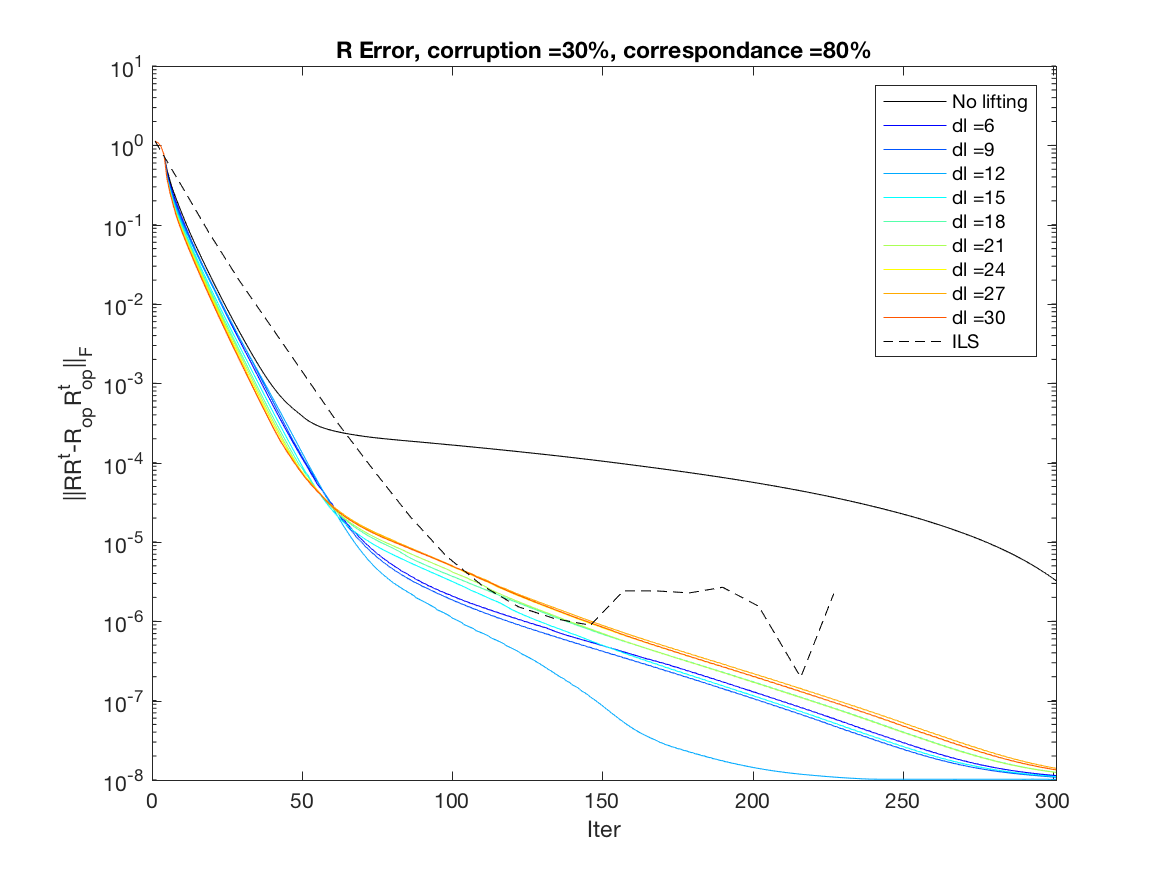 R Error, corruption =30%, correspondance =80%
10^1
10^0
10^-1
10^-2
10^-3
10^-4
10^-5
10^-6
10^-7
10^-8
||RR^t-R_op R^t_op||_F
0 50 100 150 200 250 300
Iter
No lifting
dl =6
dl =9
dl =12
dl =15
dl =18
dl =21
dl =24
dl =27
dl =30
ILS